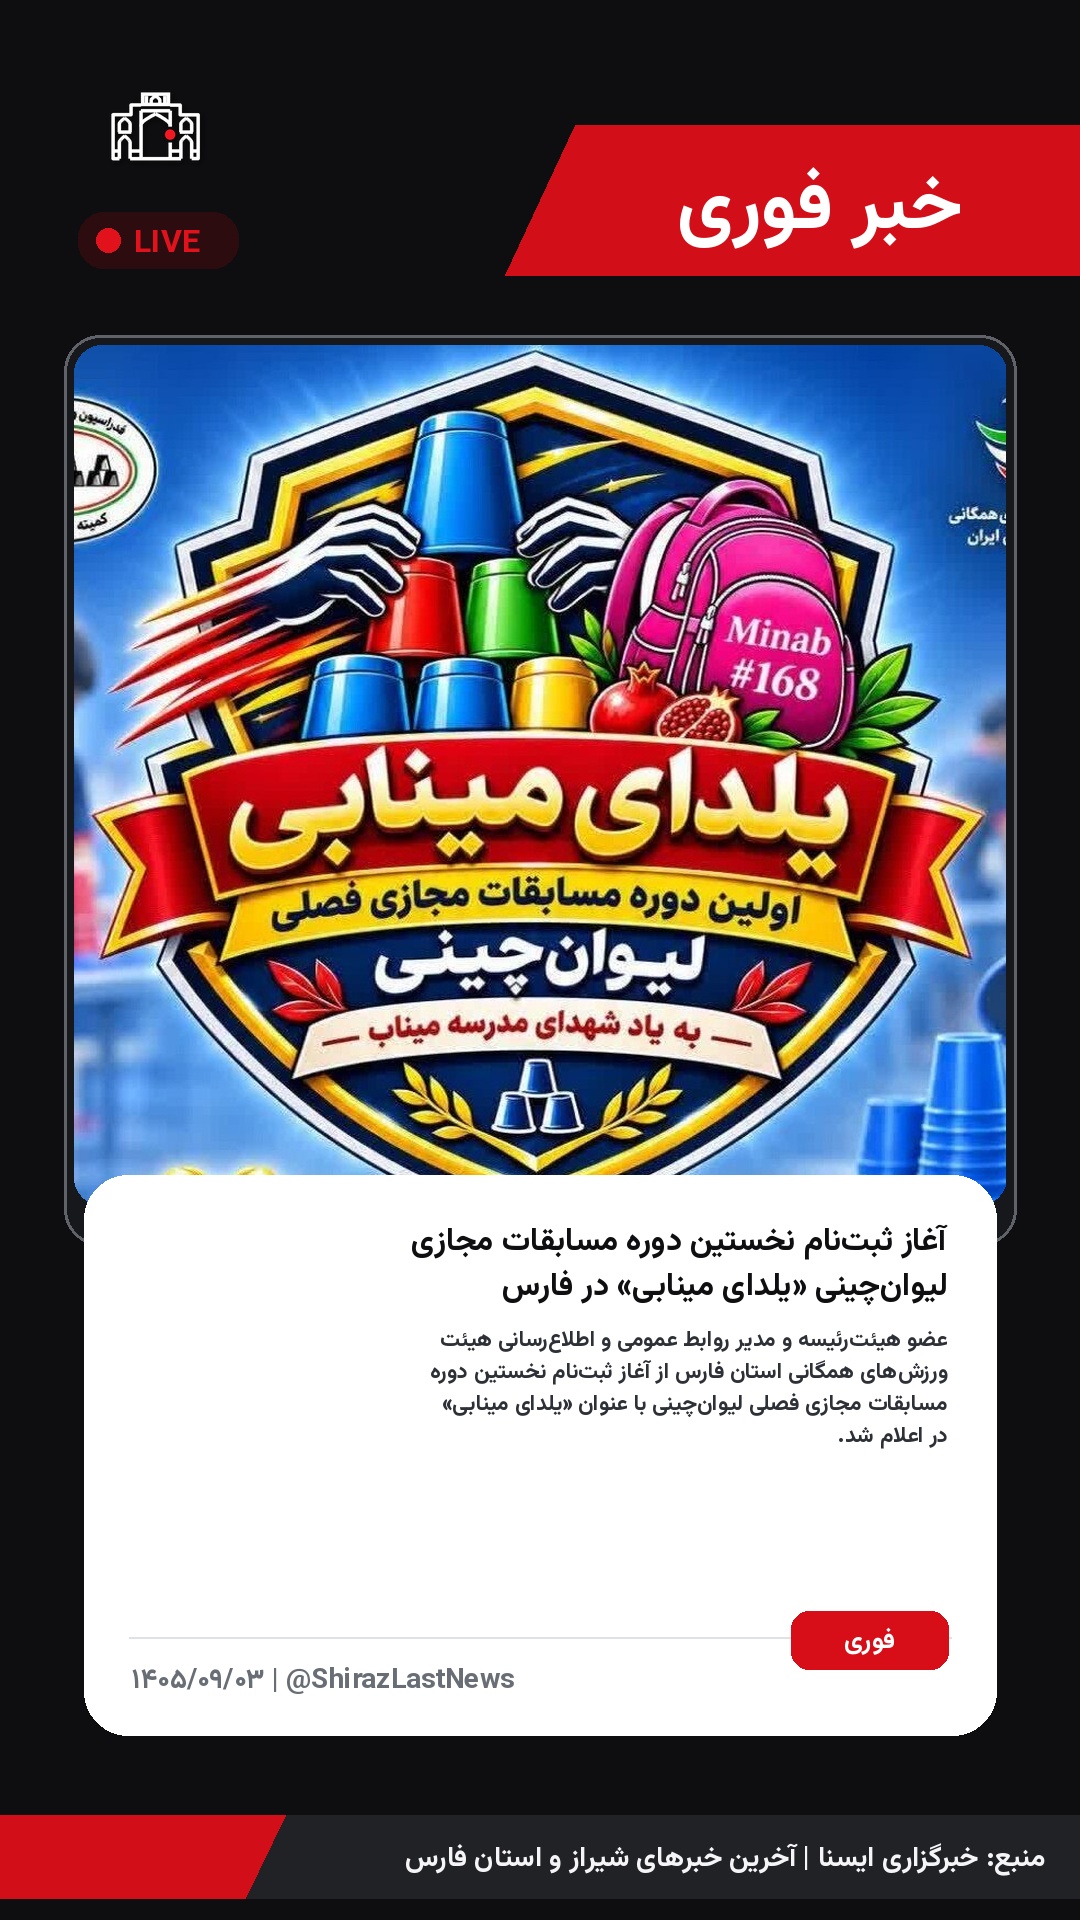 خبر فوری
LIVE
فدراسیون
کمیته
همگانی
ایران
Minab
#168
یلدای مینابی
اولین دوره مسابقات مجازی فصلی
لیوان‌چینی
به یاد شهدای مدرسه میناب
آغاز ثبت‌نام نخستین دوره مسابقات مجازی
لیوان‌چینی «یلدای مینابی» در فارس
عضو هیئت‌رئیسه و مدیر روابط عمومی و اطلاع‌رسانی هیئت
ورزش‌های همگانی استان فارس از آغاز ثبت‌نام نخستین دوره
مسابقات مجازی فصلی لیوان‌چینی با عنوان «یلدای مینابی»
در اعلام شد.
فوری
۱۴۰۵/۰۹/۰۳ | @ShirazLastNews
منبع: خبرگزاری ایسنا | آخرین خبرهای شیراز و استان فارس